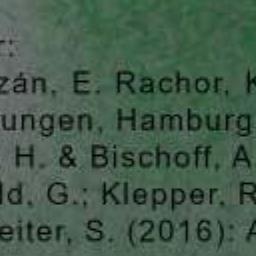 r:
zán, E. Rachor, K
ungen, Hamburg
H. & Bischoff, A
ld, G.; Klepper, R
eiter, S. (2016): A